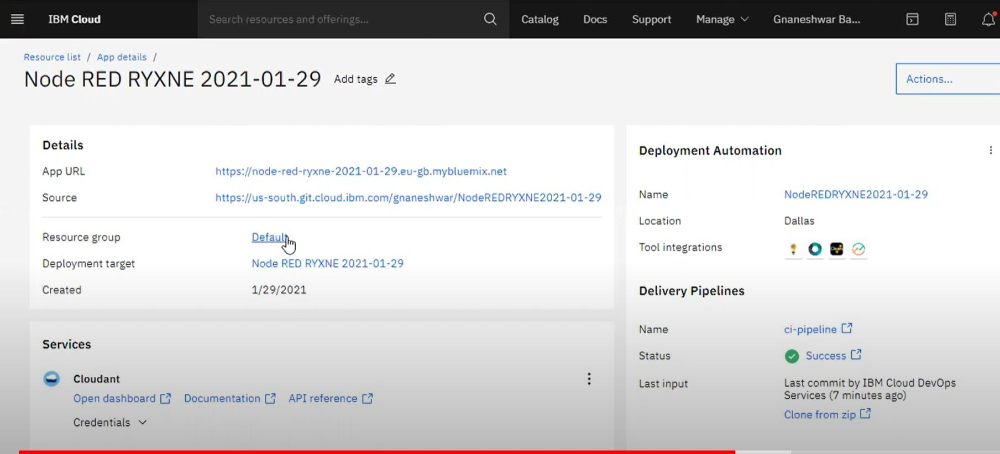 IBM Cloud
Search resources and offerings...
Catalog
Docs
Support
Manage
Gnaneshwar Ba...
Resource list / App details /
Node RED RYXNE 2021-01-29
Add tags
Actions...
Details
App URL https://node-red-ryxne-2021-01-29.eu-gb.mybluemix.net
Source https://us-south.git.cloud.ibm.com/gnaneshwar/NodeREDRYXNE2021-01-29
Resource group Default
Deployment target Node RED RYXNE 2021-01-29
Created 1/29/2021
Services
Cloudant
Open dashboard Documentation API reference
Credentials
Deployment Automation
Name NodeREDRYXNE2021-01-29
Location Dallas
Tool integrations
Delivery Pipelines
Name ci-pipeline
Status Success
Last input Last commit by IBM Cloud DevOps
Services (7 minutes ago)
Clone from zip